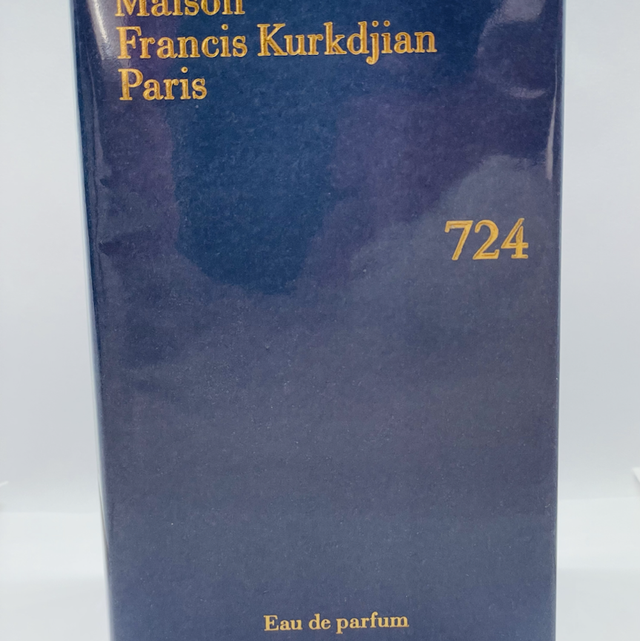 Maison
Francis Kurkdjian
Paris
724
Eau de parfum